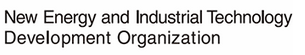 New Energy and Industrial Technology
Development Organization